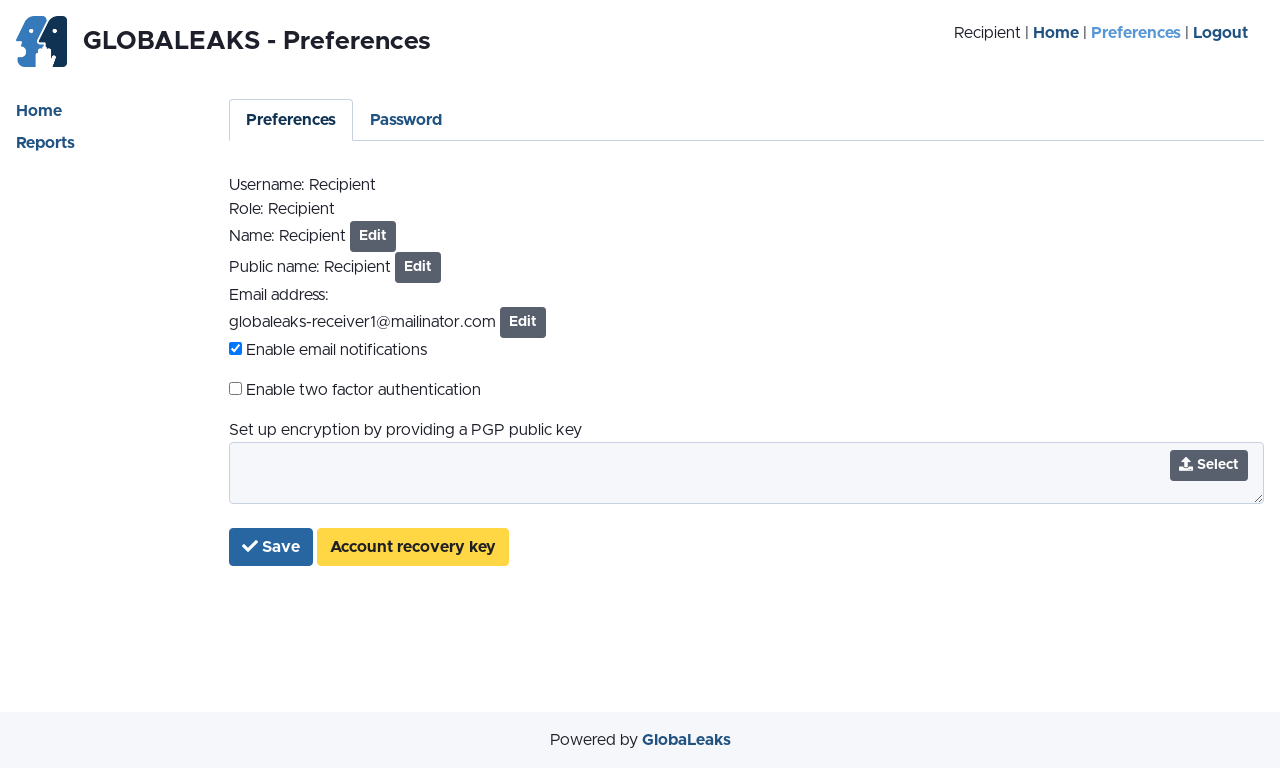 GLOBALEAKS - Preferences
Recipient | Home | Preferences | Logout
Home
Reports
Preferences
Password
Username: Recipient
Role: Recipient
Name: Recipient Edit
Public name: Recipient Edit
Email address:
globaleaks-receiver1@mailinator.com Edit
Enable email notifications
Enable two factor authentication
Set up encryption by providing a PGP public key
Select
Save
Account recovery key
Powered by GlobaLeaks